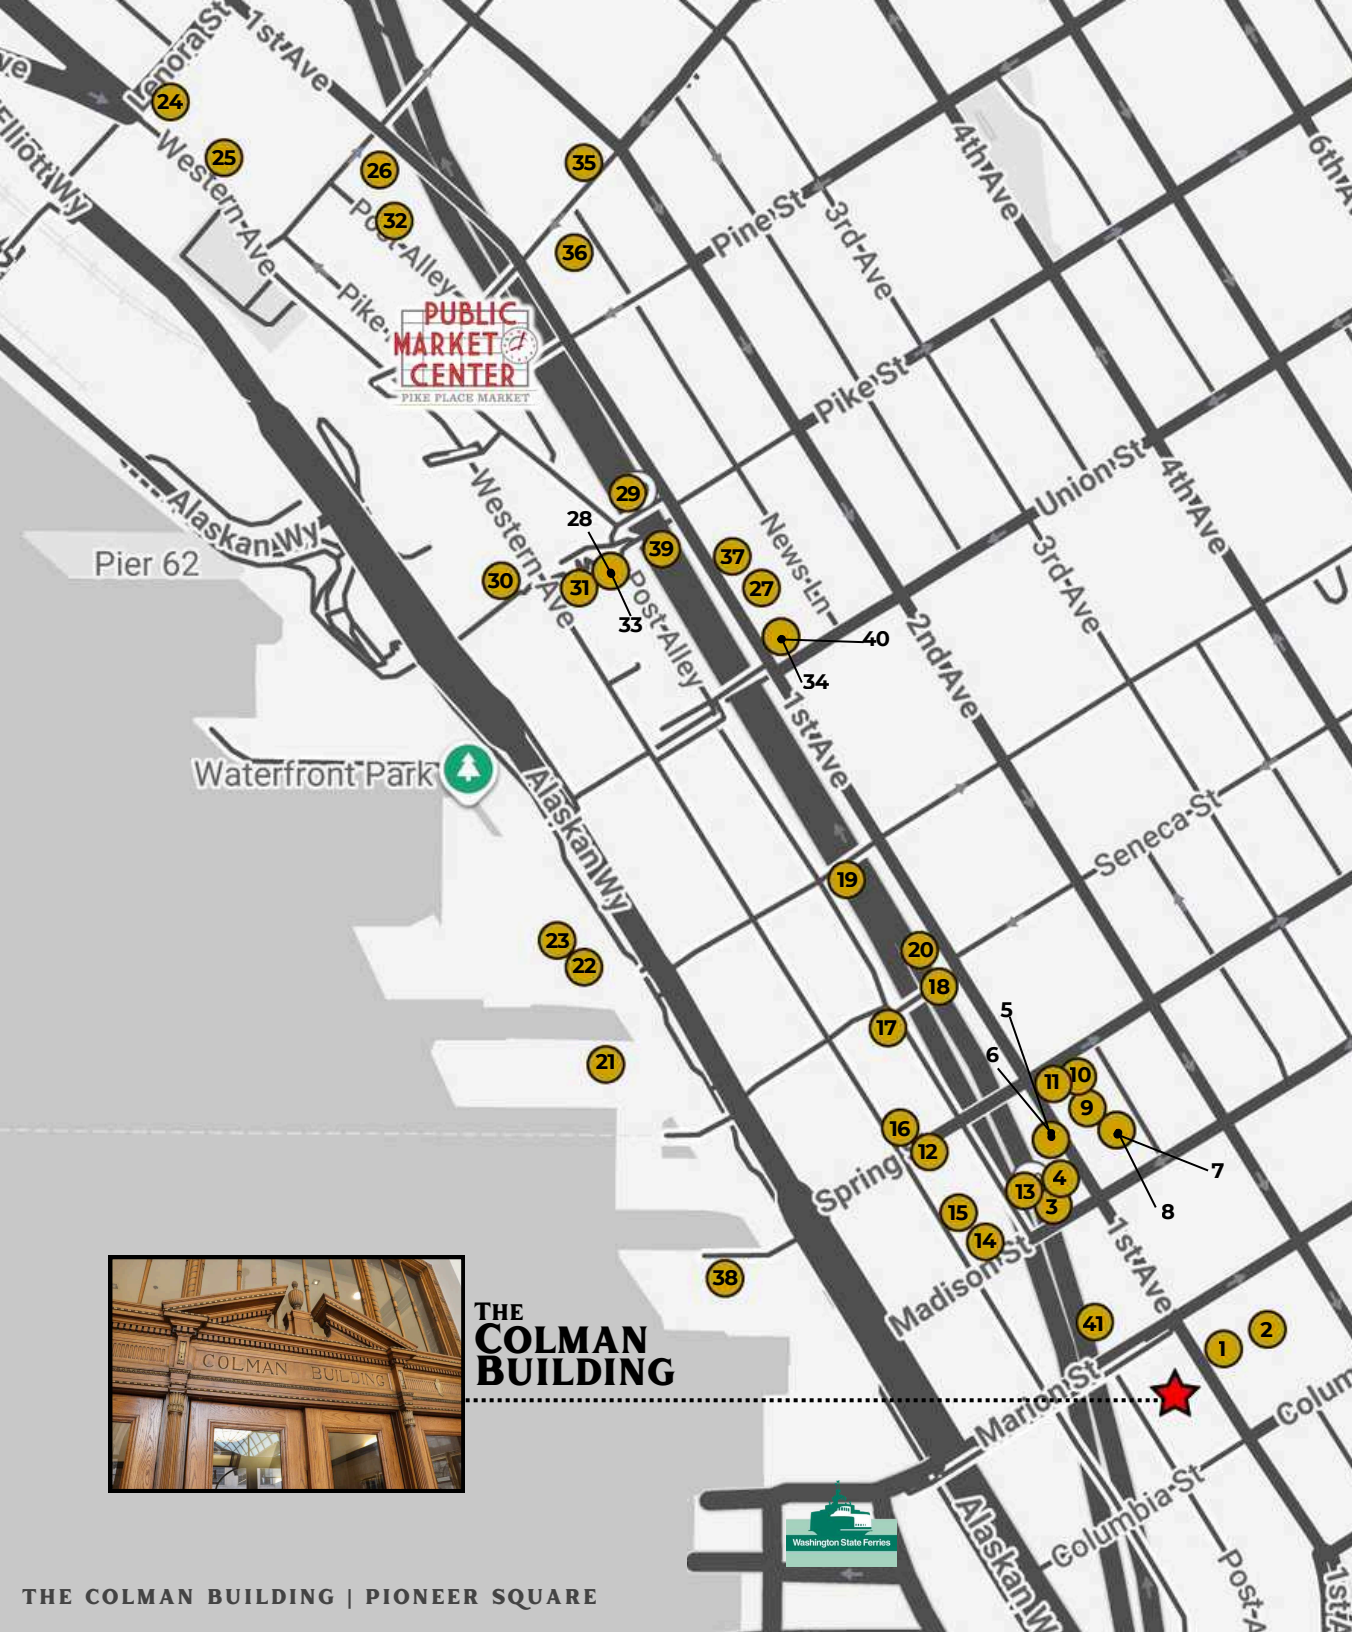 Lenora St
1st Ave
24
Western Ave
25
26
35
Elliott Wy
Post Alley
32
36
Pine St
3rd Ave
4th Ave
6th Av
Pike
PUBLIC
MARKET
CENTER
PIKE PLACE MARKET
Pike St
Union St
4th Ave
Alaskan Wy
Pier 62
Western Ave
29
28
39
37
News Ln
3rd Ave
30
31
27
33
Post Alley
40
34
2nd Ave
1st Ave
Waterfront Park
Alaskan Wy
Seneca St
19
23
22
20
18
5
17
6
21
11
10
9
16
12
7
Spring
4
13
3
8
15
14
Madison St
1st Ave
38
41
2
1
THE
COLMAN
BUILDING
COLMAN BUILDING
Marion St
Colum
Columbia St
Washington State Ferries
Alaskan W
Post A
1st A
THE COLMAN BUILDING | PIONEER SQUARE